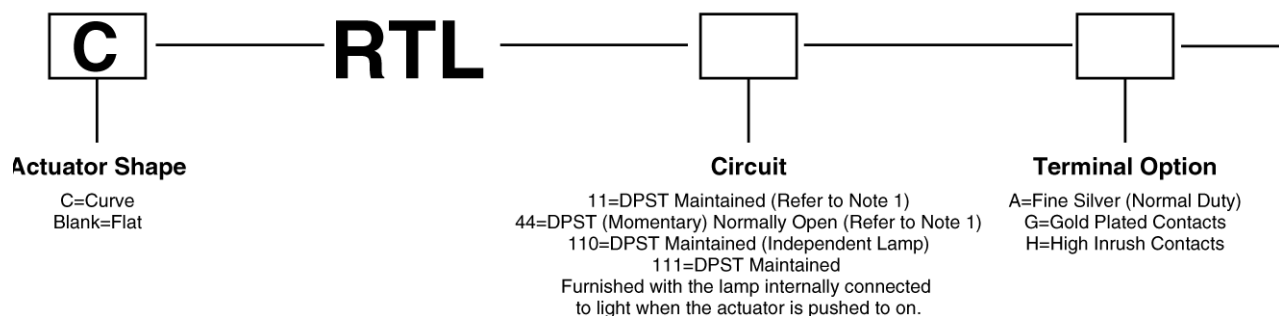 C RTL
Actuator Shape
C=Curve
Blank=Flat
Circuit
11=DPST Maintained (Refer to Note 1)
44=DPST (Momentary) Normally Open (Refer to Note 1)
110=DPST Maintained (Independent Lamp)
111=DPST Maintained
Furnished with the lamp internally connected
to light when the actuator is pushed to on.
Terminal Option
A=Fine Silver (Normal Duty)
G=Gold Plated Contacts
H=High Inrush Contacts